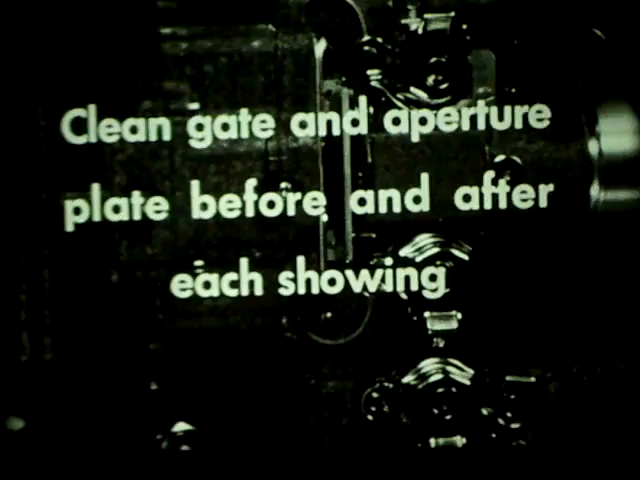 Clean gate and aperture
plate before and after
each showing